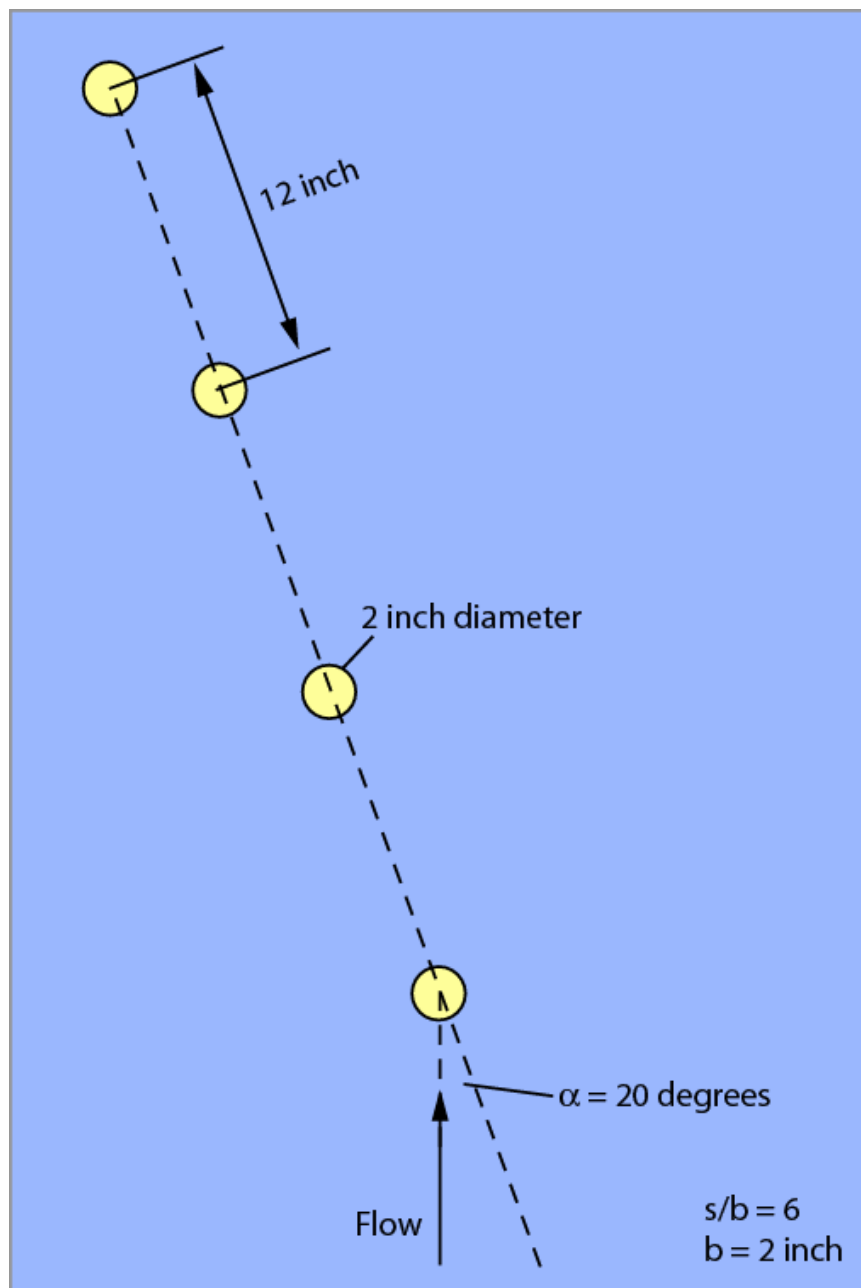 12 inch
2 inch diameter
α = 20 degrees
Flow
s/b = 6
b = 2 inch